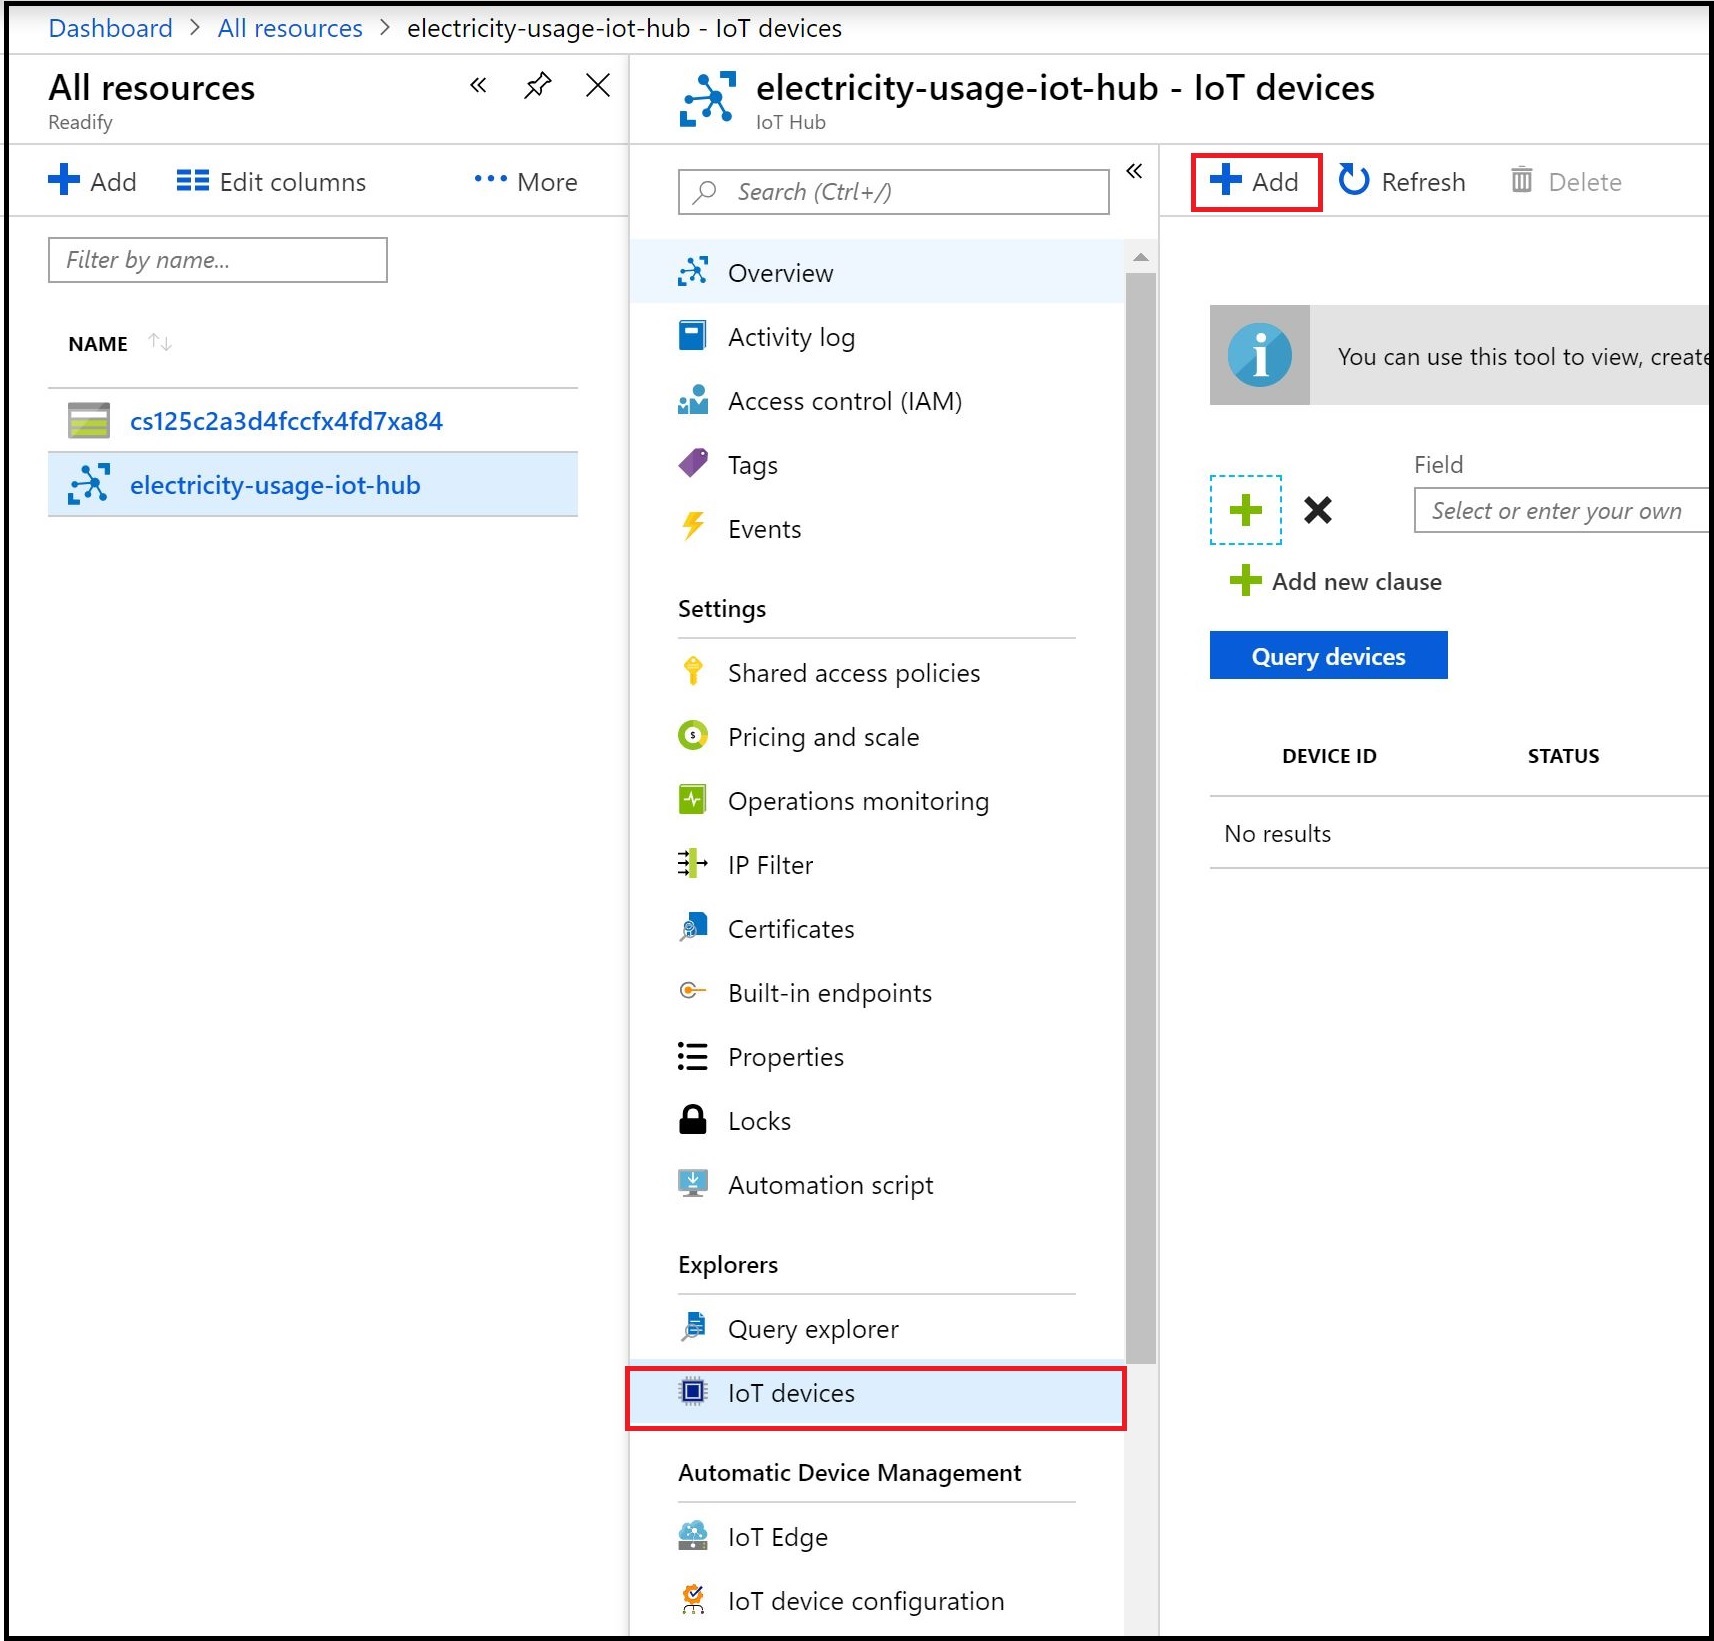 Dashboard > All resources > electricity-usage-iot-hub - IoT devices
All resources
Readify
Add
Edit columns
More
Filter by name...
NAME
cs125c2a3d4fccfx4fd7xa84
electricity-usage-iot-hub
electricity-usage-iot-hub - IoT devices
IoT Hub
Search (Ctrl+/)
Overview
Activity log
Access control (IAM)
Tags
Events
Settings
Shared access policies
Pricing and scale
Operations monitoring
IP Filter
Certificates
Built-in endpoints
Properties
Locks
Automation script
Explorers
Query explorer
IoT devices
Automatic Device Management
IoT Edge
IoT device configuration
Add
Refresh
Delete
You can use this tool to view, create
Field
Select or enter your own
Add new clause
Query devices
DEVICE ID STATUS
No results